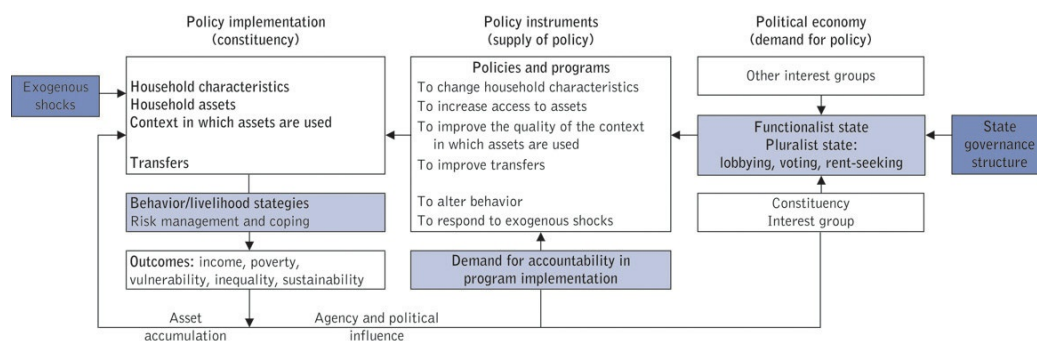 Policy implementation
(constituency)
Policy instruments
(supply of policy)
Political economy
(demand for policy)
Exogenous
shocks
Household characteristics
Household assets
Context in which assets are used
Transfers
Behavior/livelihood stategies
Risk management and coping
Outcomes: income, poverty,
vulnerability, inequality, sustainability
Policies and programs
To change household characteristics
To increase access to assets
To improve the quality of the context
in which assets are used
To improve transfers
To alter behavior
To respond to exogenous shocks
Demand for accountability in
program implementation
Other interest groups
Functionalist state
Pluralist state:
lobbying, voting, rent-seeking
State
governance
structure
Constituency
Interest group
Asset
accumulation
Agency and political
influence